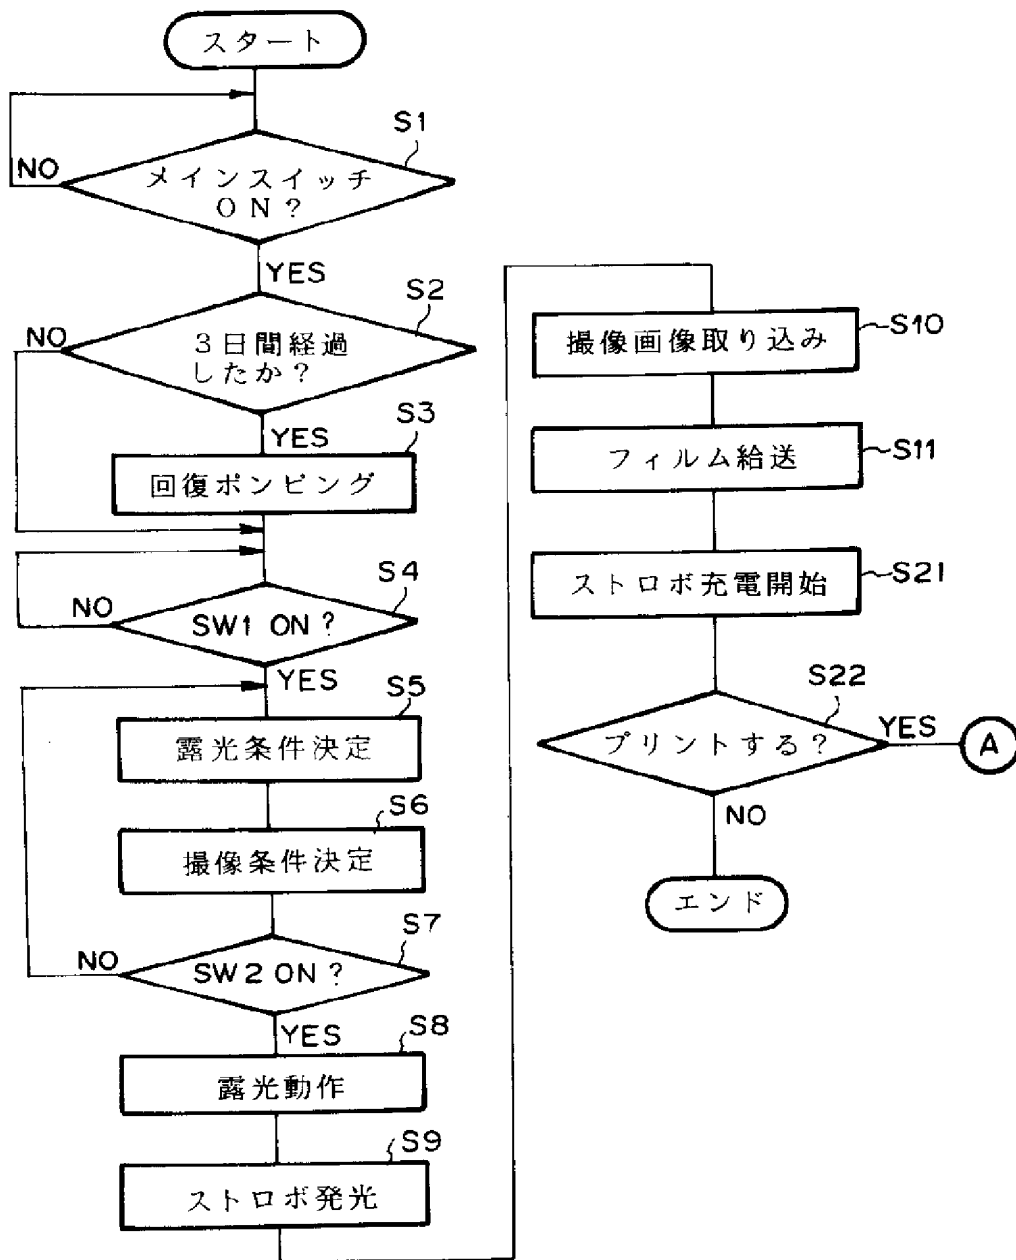 スタート
S1
NO
メインスイッチ
ON?
YES
S2
NO
3日間経過
したか?
YES
S3
回復ポンピング
S4
NO
SW1 ON?
YES
S5
露光条件決定
S6
撮像条件決定
S7
NO
SW2 ON?
YES
S8
露光動作
S9
ストロボ発光
撮像画像取り込み
S10
フィルム給送
S11
ストロボ充電開始
S21
S22
プリントする?
YES
A
NO
エンド